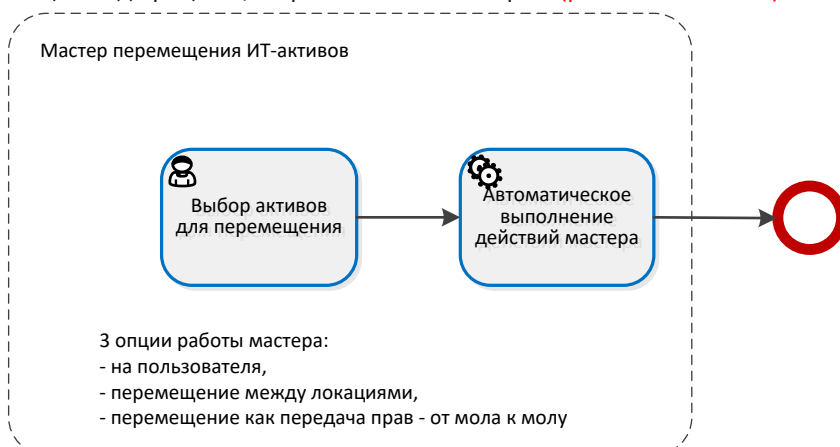 Мастер перемещения ИТ-активов
Выбор активов
для перемещения
Автоматическое
выполнение
действий мастера
3 опции работы мастера:
- на пользователя,
- перемещение между локациями,
- перемещение как передача прав - от мола к молу